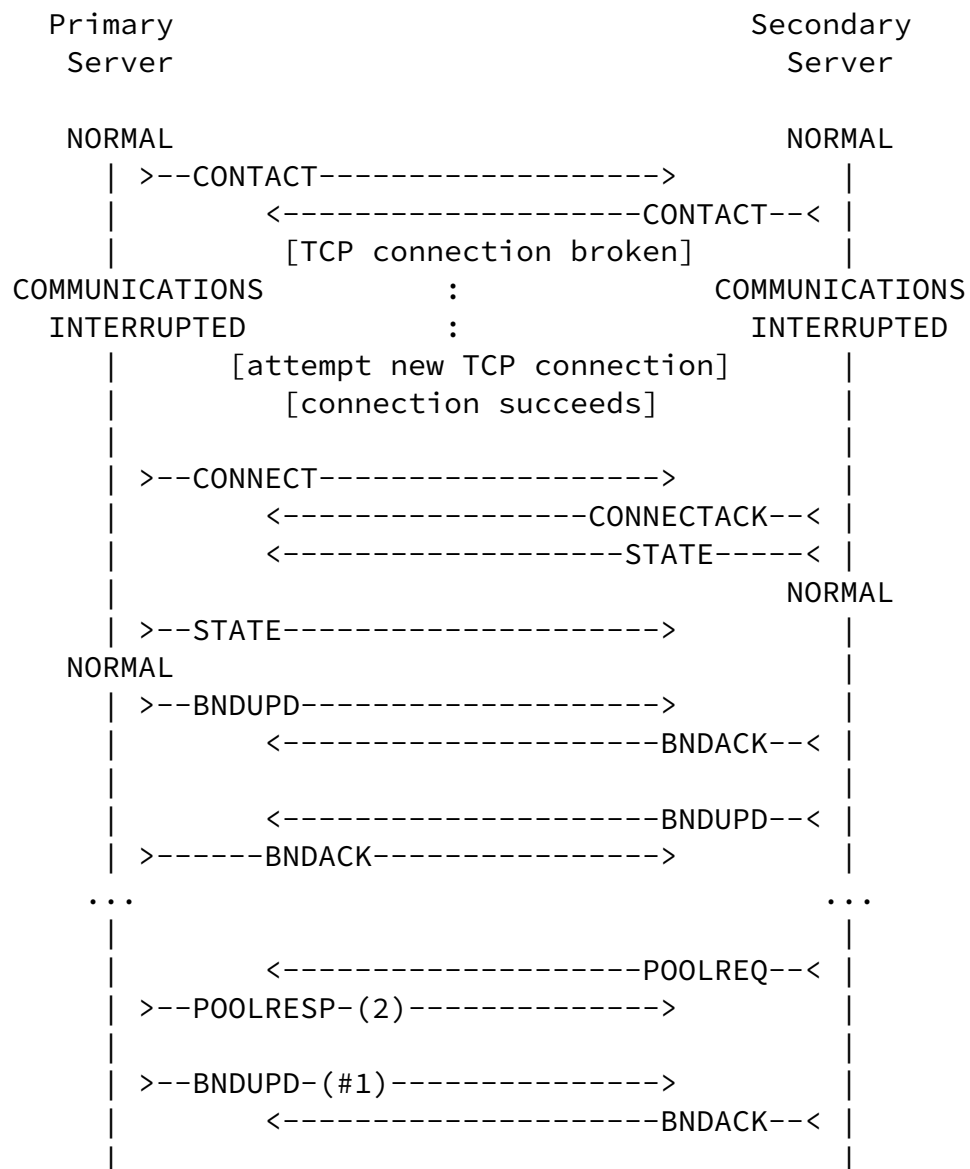 Primary                                Secondary
   Server                                  Server

   NORMAL                                  NORMAL
     | >--CONTACT------------------->         |
     |        <--------------------CONTACT--< |
     |         [TCP connection broken]        |
COMMUNICATIONS          :              COMMUNICATIONS
  INTERRUPTED           :                INTERRUPTED
     |      [attempt new TCP connection]      |
     |         [connection succeeds]          |
     |                                        |
     | >--CONNECT------------------->         |
     |        <-----------------CONNECTACK--< |
     |        <-------------------STATE-----< |
     |                                     NORMAL
     | >--STATE--------------------->         |
   NORMAL                                     |
     | >--BNDUPD-------------------->         |
     |        <---------------------BNDACK--< |
     |                                        |
     |        <---------------------BNDUPD--< |
     | >------BNDACK---------------->         |
    ...                                      ...
     |                                        |
     |        <--------------------POOLREQ--< |
     | >--POOLRESP-(2)-------------->         |
     |                                        |
     | >--BNDUPD-(#1)--------------->         |
     |        <---------------------BNDACK--< |
     |                                        |